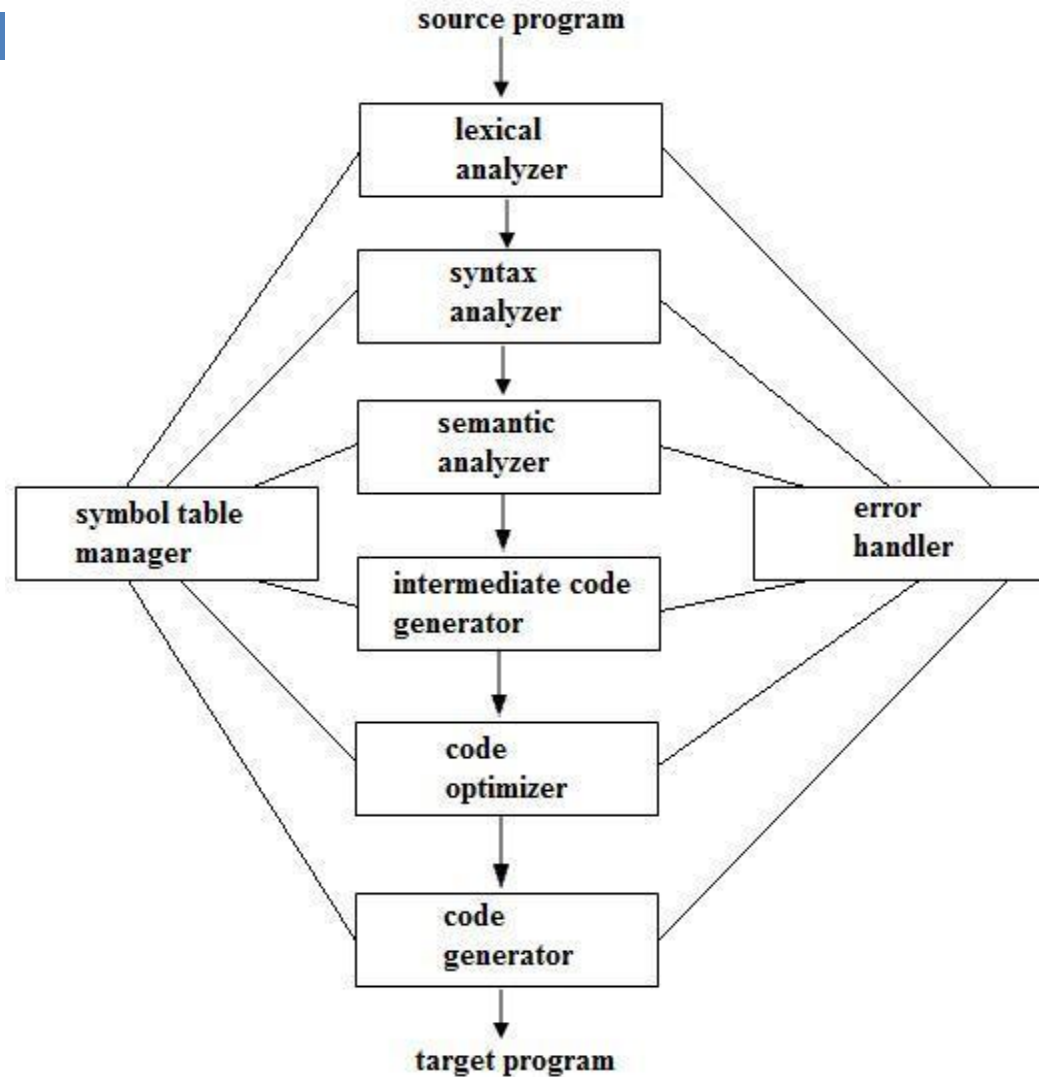 source program
lexical
analyzer
syntax
analyzer
semantic
analyzer
symbol table
manager
error
handler
intermediate code
generator
code
optimizer
code
generator
target program